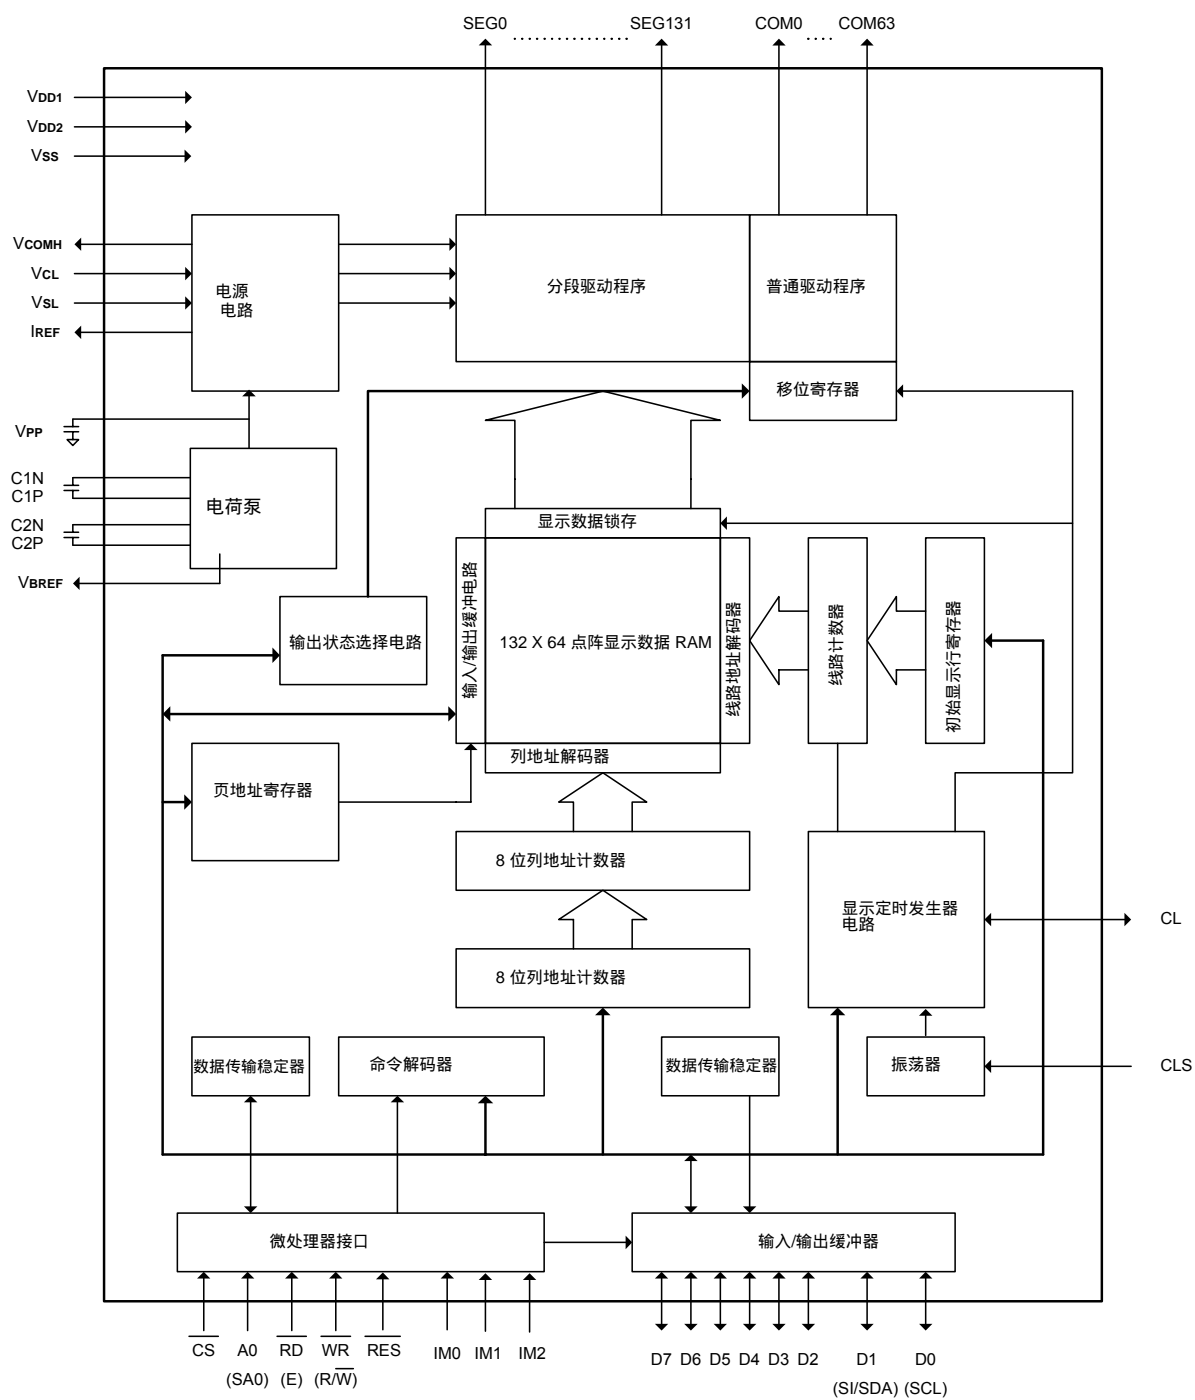 SEG0 ................... SEG131 COM0 .... COM63
VDD1
VDD2
VSS
VCOMH
VCL
VSL
IREF
电源
电路
分段驱动程序
普通驱动程序
移位寄存器
VPP
C1N
C1P
C2N
C2P
VBREF
电荷泵
显示数据锁存
输出状态选择电路
输入/输出缓冲电路
132 X 64 点阵显示数据 RAM
线路地址解码器
线路计数器
初始显示行寄存器
列地址解码器
页地址寄存器
8 位列地址计数器
8 位列地址计数器
显示定时发生器
电路
CL
数据传输稳定器
命令解码器
数据传输稳定器
振荡器
CLS
微处理器接口
输入/输出缓冲器
CS A0 RD WR RES IM0 IM1 IM2 D7 D6 D5 D4 D3 D2 D1 D0
(SA0) (E) (R/W) (SI/SDA) (SCL)